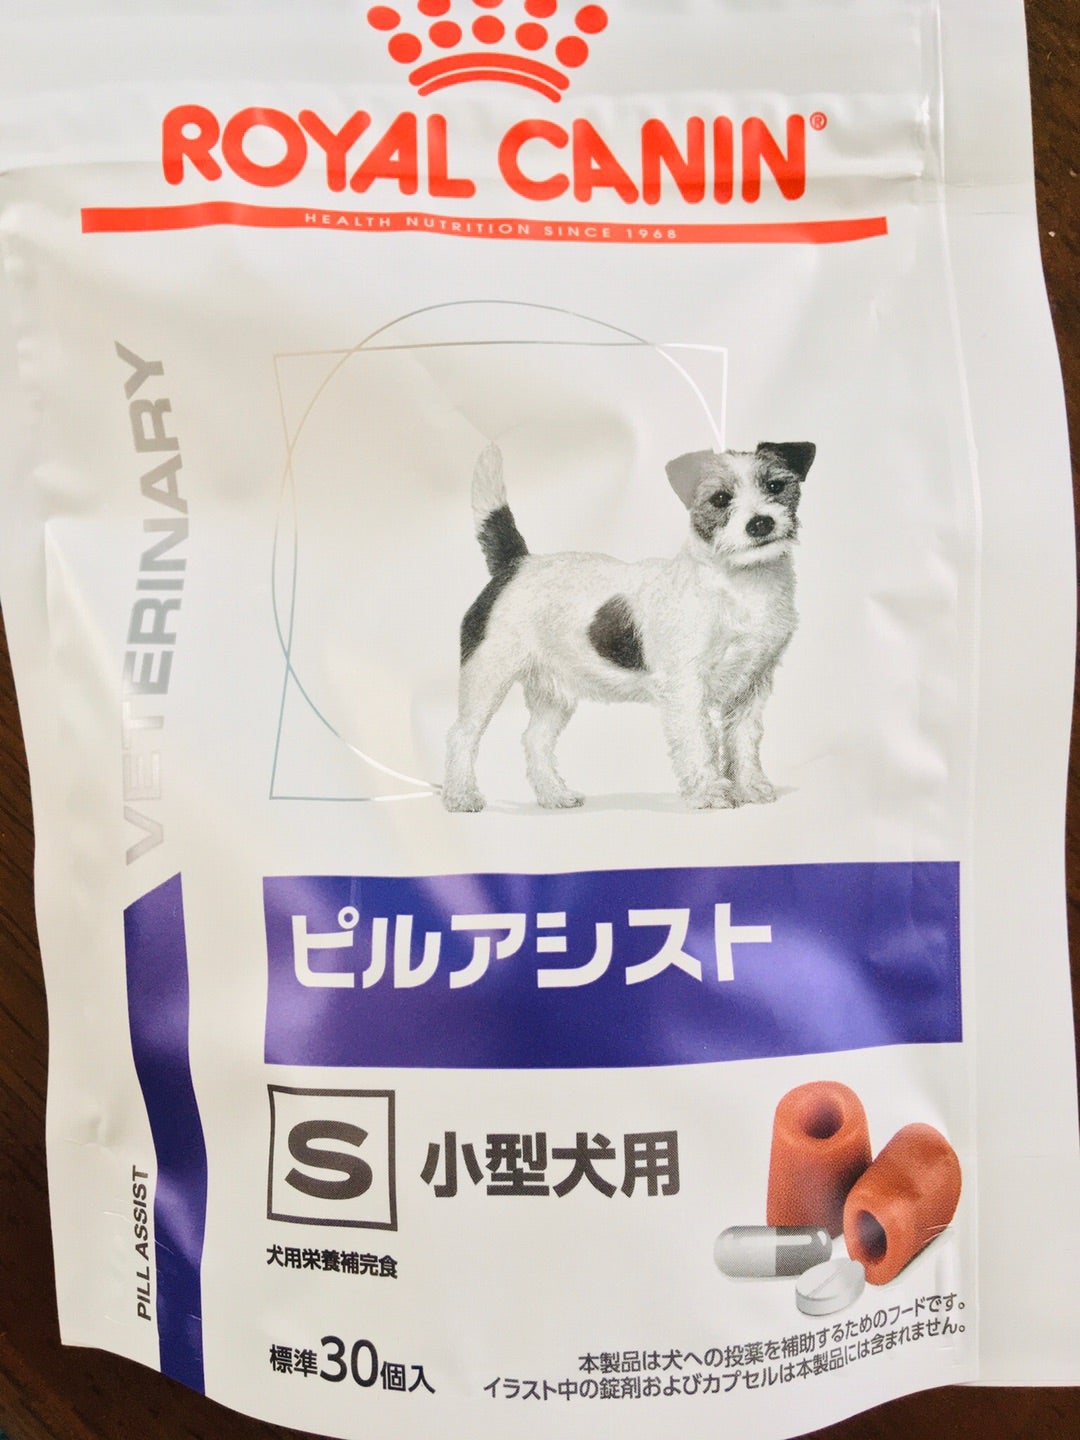 ROYAL CANIN®
HEALTH NUTRITION SINCE 1968
VETERINARY
ピルアシスト
PILL ASSIST
S
小型犬用
犬用栄養補完食
標準30個入
本製品は犬への投薬を補助するためのフードです。
イラスト中の錠剤およびカプセルは本製品には含まれません。